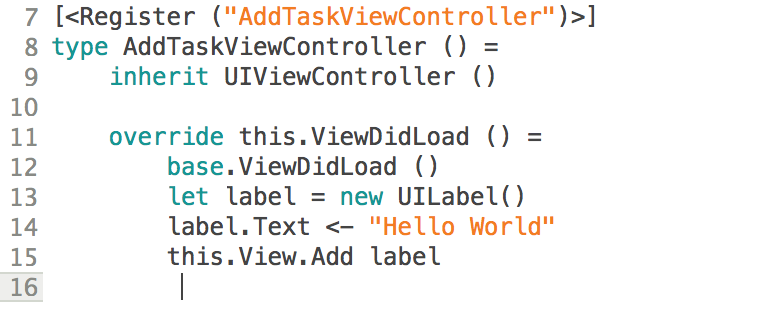 7 [<Register ("AddTaskViewController")>]
8 type AddTaskViewController () =
9     inherit UIViewController ()
10
11     override this.ViewDidLoad () =
12         base.ViewDidLoad ()
13         let label = new UILabel()
14         label.Text <- "Hello World"
15         this.View.Add label
16